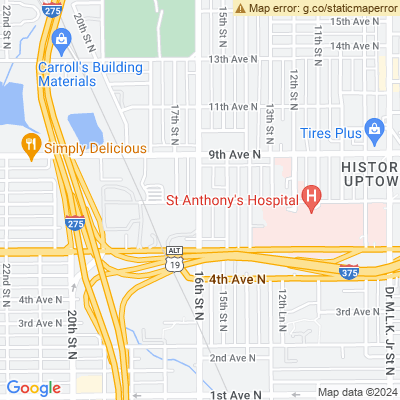 Map error: g.co/staticmaperror
275
22nd St N
20th St N
15th Ave N
14th Ave N
13th Ave N
Carroll's Building
Materials
11th Ave N
17th St N
12th St N
13th St N
Tires Plus
Simply Delicious
9th Ave N
HISTOR
UPTOW
St Anthony's Hospital
H
275
ALT
19
375
4th Ave N
22nd St N
4th Ave N
3rd Ave N
20th St N
16th St N
15th St N
12th Ln N
3rd Ave N
Dr M.L.K. Jr St N
2nd Ave N
1st Ave N
Google
Map data ©2024